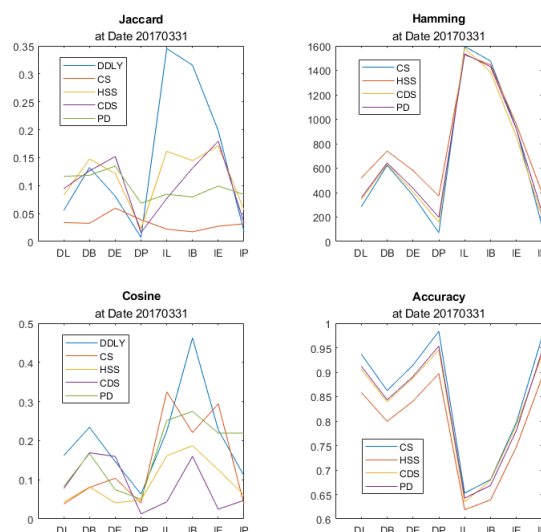 Jaccard
at Date 20170331
0.35
0.3
0.25
0.2
0.15
0.1
0.05
0
DDLY
CS
HSS
CDS
PD
DL DB DE DP IL IB IE IP
Hamming
at Date 20170331
1600
1400
1200
1000
800
600
400
200
0
CS
HSS
CDS
PD
DL DB DE DP IL IB IE IP
Cosine
at Date 20170331
0.5
0.4
0.3
0.2
0.1
0
DDLY
CS
HSS
CDS
PD
DL DB DE DP IL IB IE IP
Accuracy
at Date 20170331
1
0.95
0.9
0.85
0.8
0.75
0.7
0.65
0.6
CS
HSS
CDS
PD
DL DB DE DP IL IB IE